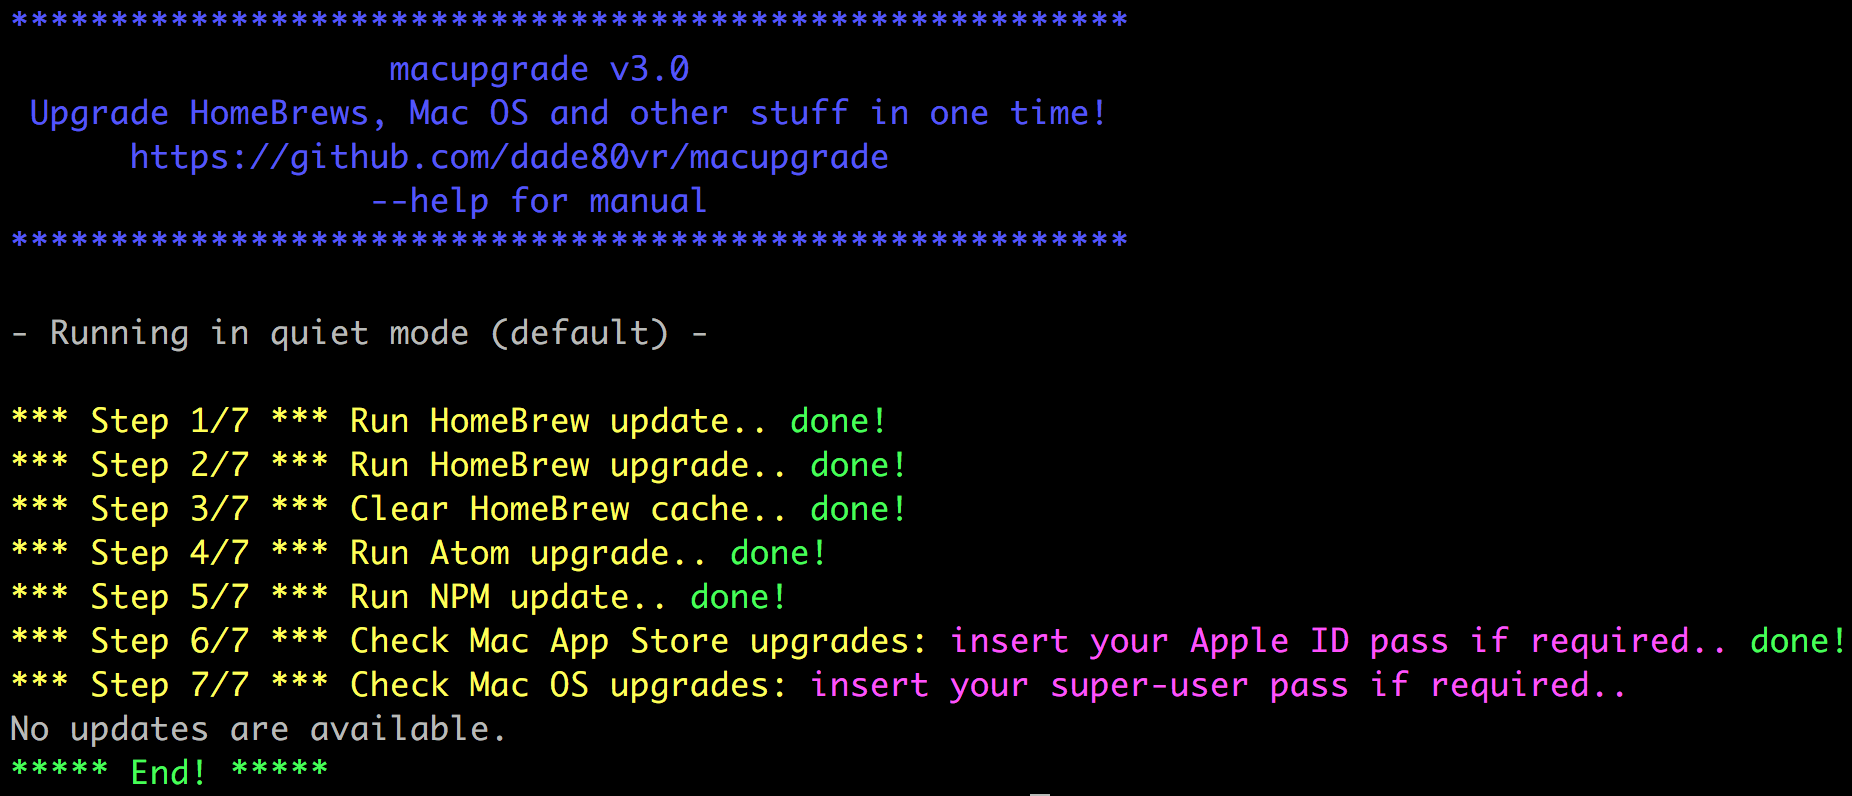 ********************************************************
macupgrade v3.0
Upgrade HomeBrews, Mac OS and other stuff in one time!
https://github.com/dade80vr/macupgrade
--help for manual
********************************************************
- Running in quiet mode (default) -
*** Step 1/7 *** Run HomeBrew update.. done!
*** Step 2/7 *** Run HomeBrew upgrade.. done!
*** Step 3/7 *** Clear HomeBrew cache.. done!
*** Step 4/7 *** Run Atom upgrade.. done!
*** Step 5/7 *** Run NPM update.. done!
*** Step 6/7 *** Check Mac App Store upgrades: insert your Apple ID pass if required.. done!
*** Step 7/7 *** Check Mac OS upgrades: insert your super-user pass if required..
No updates are available.
***** End! *****